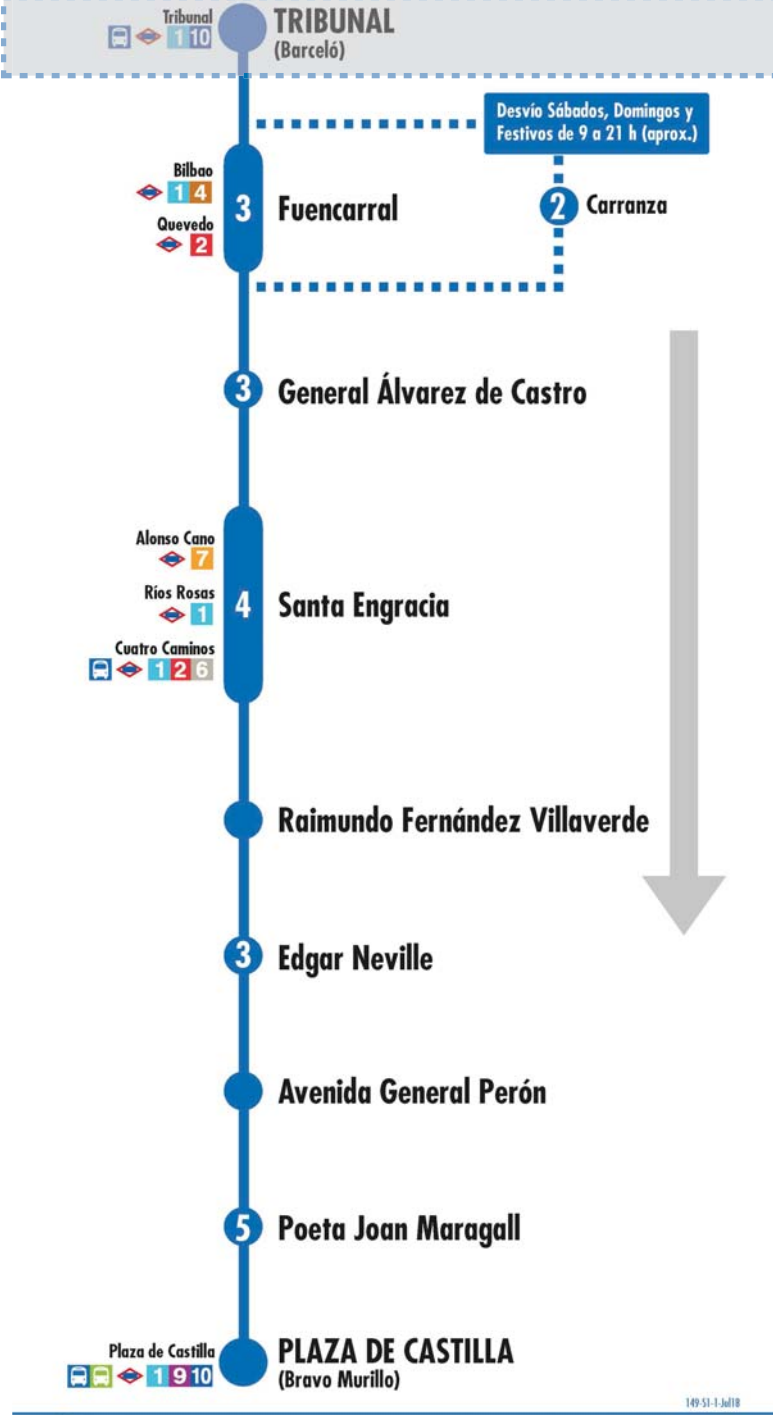 Tribunal
1 10
TRIBUNAL
(Barceló)
Desvío Sábados, Domingos y
Festivos de 9 a 21 h (aprox.)
Bilbao
1 4
Quevedo
2
3
Fuencarral
2
Carranza
3
General Álvarez de Castro
Alonso Cano
7
Ríos Rosas
1
Cuatro Caminos
1 2 6
4
Santa Engracia
Raimundo Fernández Villaverde
3
Edgar Neville
Avenida General Perón
5
Poeta Joan Maragall
Plaza de Castilla
1 9 10
PLAZA DE CASTILLA
(Bravo Murillo)
149-S1-1-Jul18